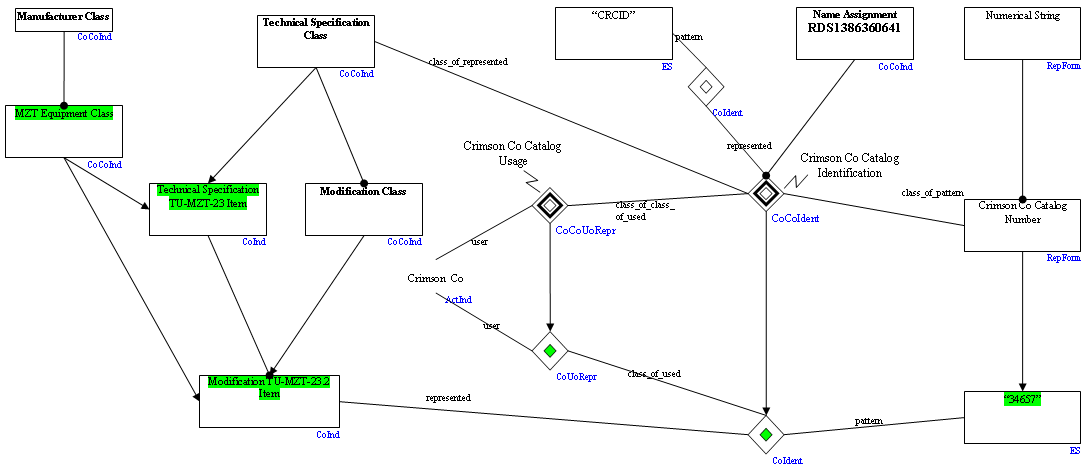 Manufacturer Class
CoCoInd
Technical Specification
Class
CoCoInd
“CRCID”
ES
pattern
Name Assignment
RDS1386360641
CoCoInd
Numerical String
RepForm
class_of_represented
CoIdent
represented
MZT Equipment Class
CoCoInd
Crimson Co Catalog
Usage
Crimson Co Catalog
Identification
Technical Specification
TU-MZT-23 Item
CoInd
Modification Class
CoCoInd
class_of_class_
of_used
CoCoUoRepr
CoCoIdent
class_of_pattern
Crimson Co Catalog
Number
RepForm
user
Crimson Co
ActInd
user
CoUoRepr
class_of_used
Modification TU-MZT-23.2
Item
CoInd
represented
CoIdent
pattern
“34657”
ES